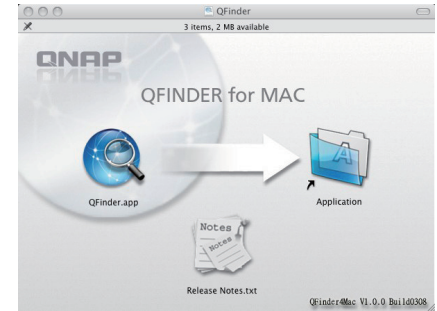 QFinder
3 items, 2 MB available
QNAP
QFINDER for MAC
A
QFinder.app
Application
Notes
Notes
Release Notes.txt
QFinder4Mac V1.0.0 Build0308